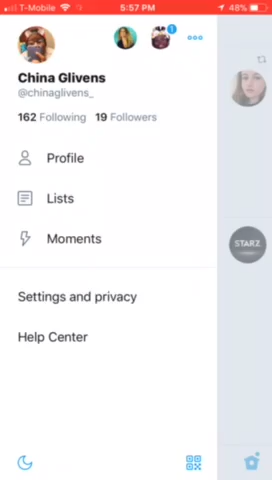 T-Mobile 5:57 PM 48%
1
China Glivens
@chinaglivens_
162 Following 19 Followers
Profile
Lists
STARZ
Moments
Settings and privacy
Help Center